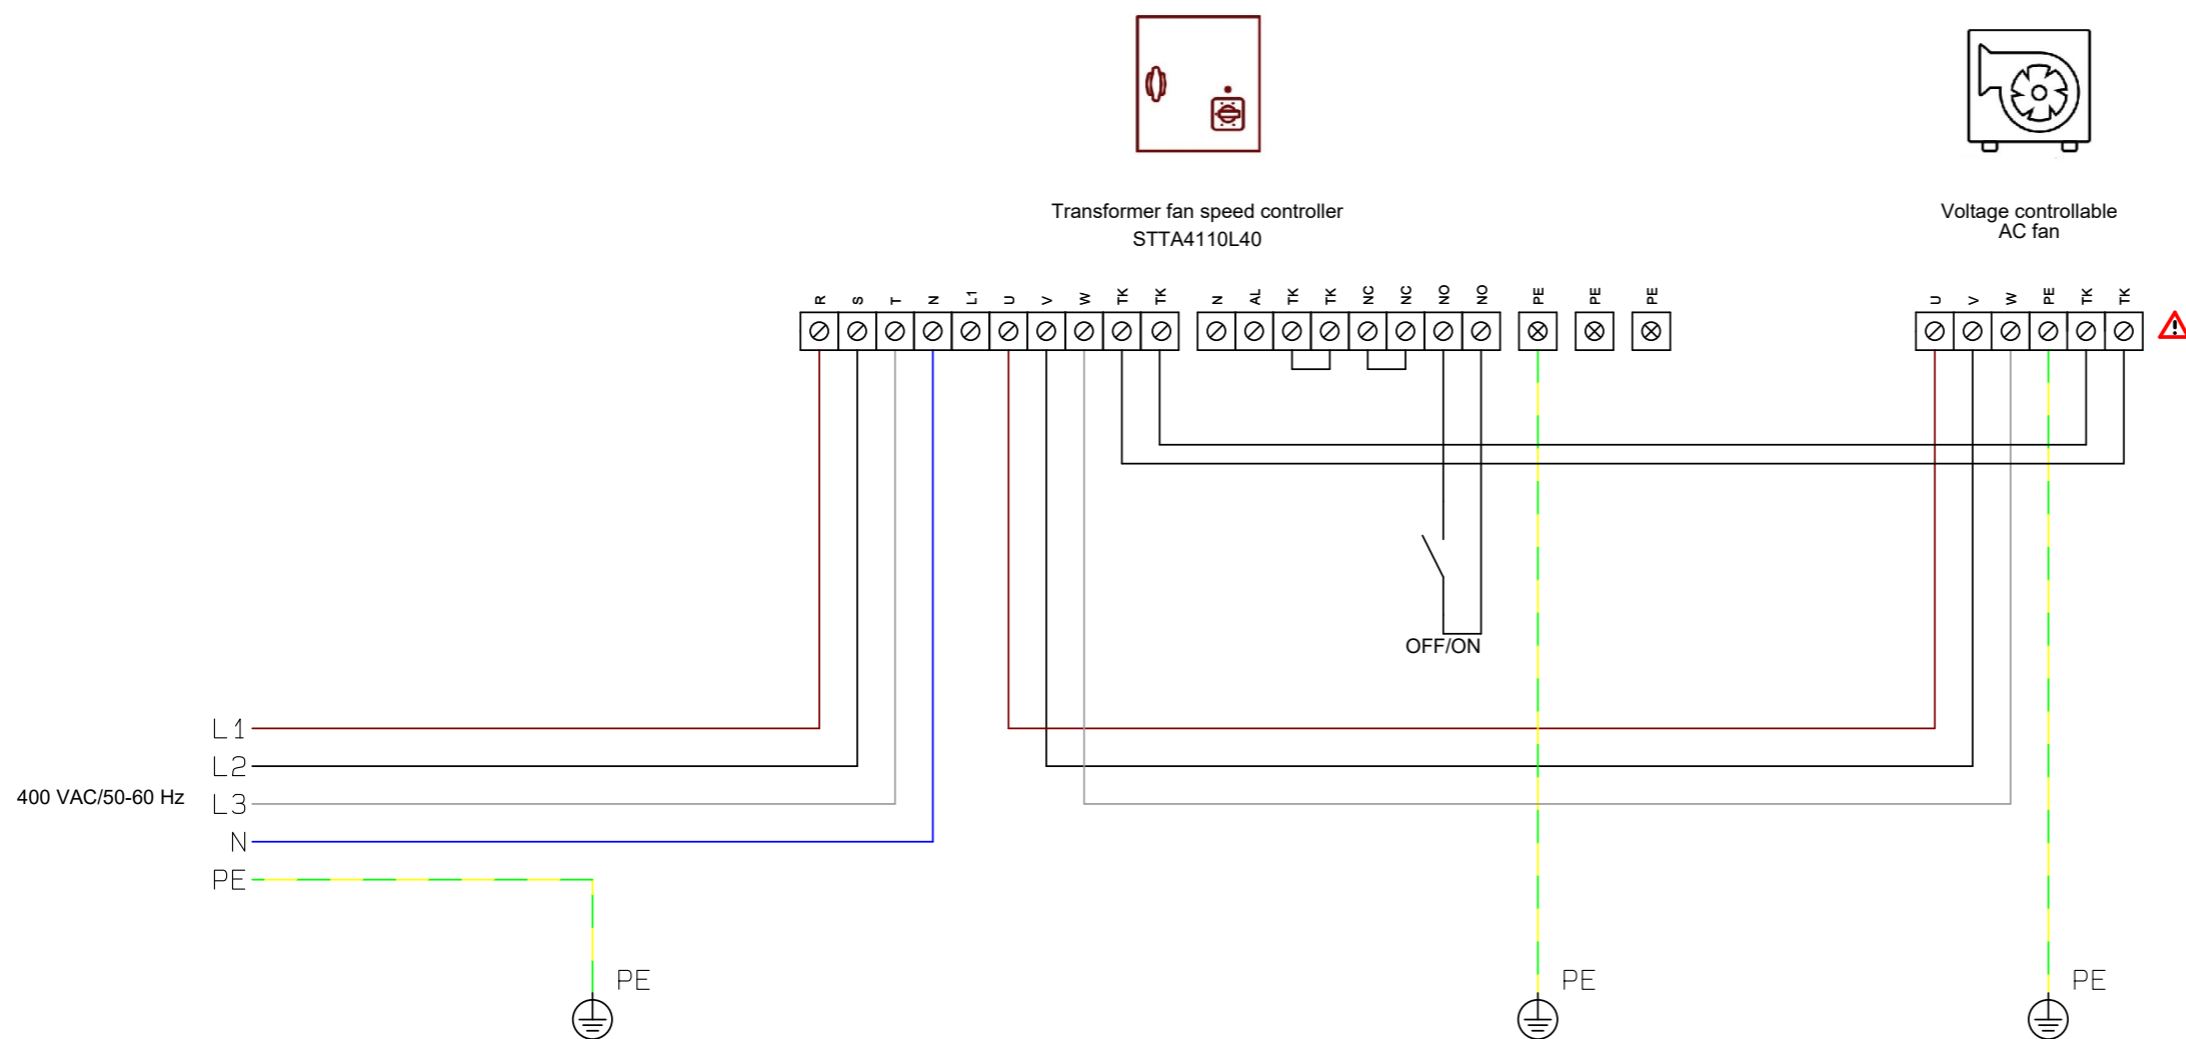 Transformer fan speed controller
STTA4110L40
Voltage controllable
AC fan
R S T N L1 U V W TK TK N AL TK TK NC NC NO NO PE PE PE
U V W PE TK TK
OFF/ON
400 VAC/50-60 Hz
L1
L2
L3
N
PE
PE
PE
PE